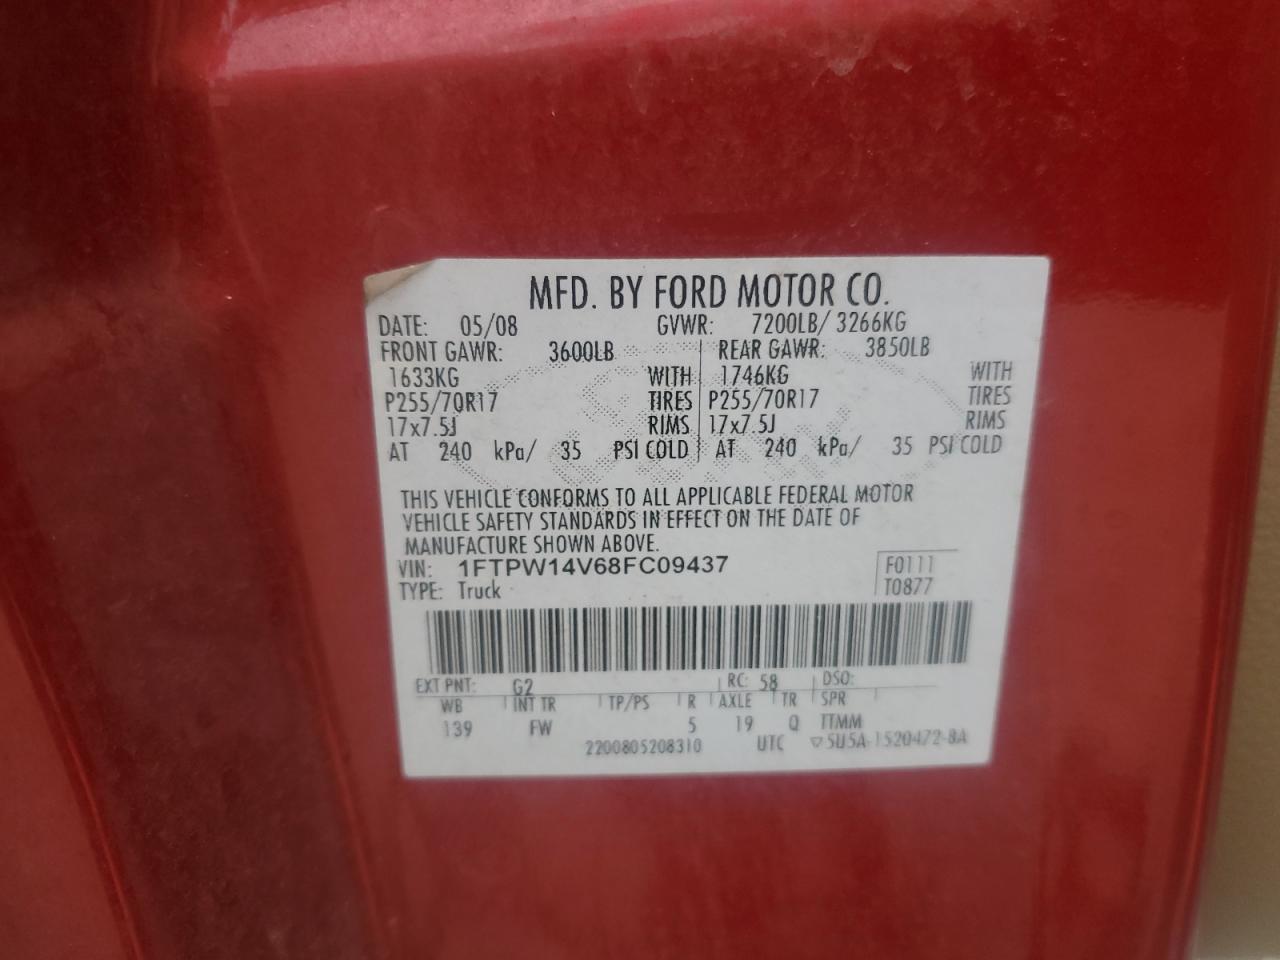 MFD. BY FORD MOTOR CO.
DATE: 05/08 GVWR: 7200LB/ 3266KG
FRONT GAWR: 3600LB REAR GAWR: 3850LB
1633KG WITH 1746KG WITH
P255/70R17 TIRES P255/70R17 TIRES
17x7.5J RIMS 17x7.5J RIMS
AT 240 kPa/ 35 PSI COLD AT 240 kPa/ 35 PSI COLD
THIS VEHICLE CONFORMS TO ALL APPLICABLE FEDERAL MOTOR
VEHICLE SAFETY STANDARDS IN EFFECT ON THE DATE OF
MANUFACTURE SHOWN ABOVE.
VIN: 1FTPW14V68FC09437 F0111
TYPE: Truck T0877
EXT PNT: G2 RC: 58 DSO:
WB INT TR TP/PS R AXLE TR SPR
139 FW 5 19 Q TTMM
2200805208310 UTC ▽5U5A-1520472-BA